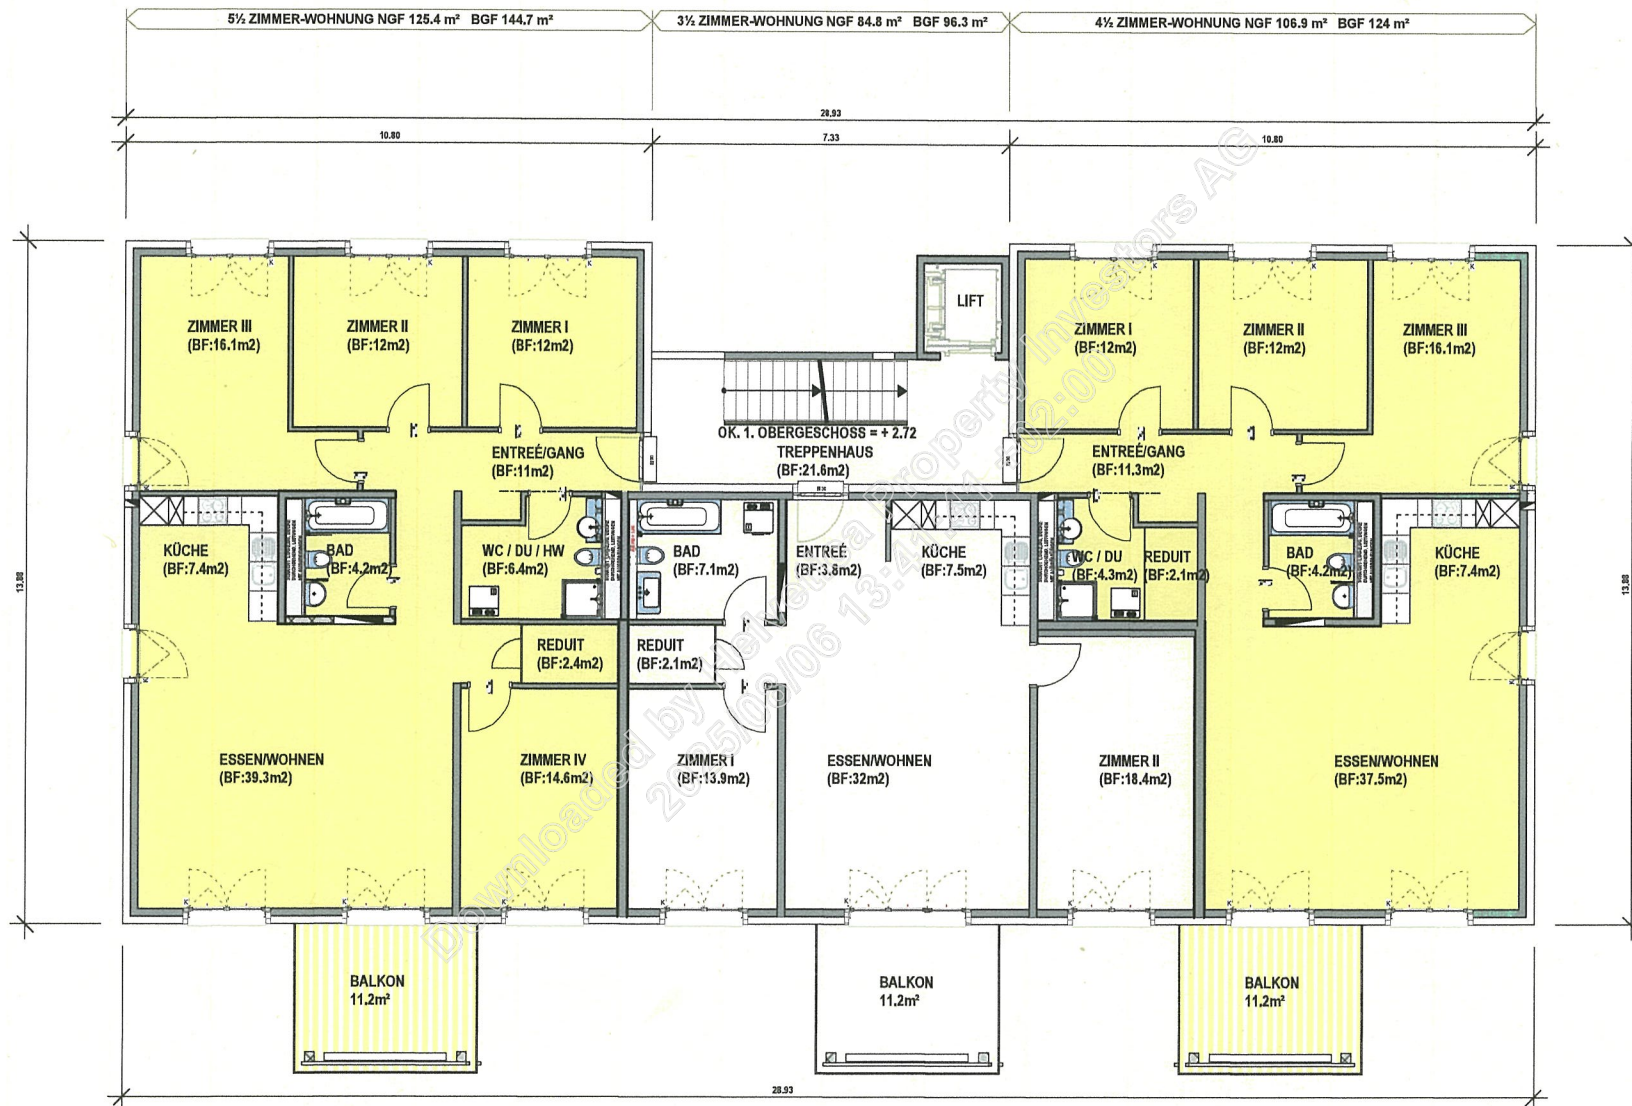 5½ ZIMMER-WOHNUNG NGF 125.4 m² BGF 144.7 m²
3½ ZIMMER-WOHNUNG NGF 84.8 m² BGF 96.3 m²
4½ ZIMMER-WOHNUNG NGF 106.9 m² BGF 124 m²
28.93
10.80
7.33
10.80
13.88
13.88
LIFT
ZIMMER III
(BF:16.1m2)
ZIMMER II
(BF:12m2)
ZIMMER I
(BF:12m2)
ZIMMER I
(BF:12m2)
ZIMMER II
(BF:12m2)
ZIMMER III
(BF:16.1m2)
OK. 1. OBERGESCHOSS = + 2.72
TREPPENHAUS
(BF:21.6m2)
ENTREÉ/GANG
(BF:11m2)
ENTREÉ/GANG
(BF:11.3m2)
KÜCHE
(BF:7.4m2)
BAD
(BF:4.2m2)
WC / DU / HW
(BF:6.4m2)
BAD
(BF:7.1m2)
ENTREÉ
(BF:3.8m2)
KÜCHE
(BF:7.5m2)
WC / DU
(BF:4.3m2)
REDUIT
(BF:2.1m2)
BAD
(BF:4.2m2)
KÜCHE
(BF:7.4m2)
REDUIT
(BF:2.4m2)
REDUIT
(BF:2.1m2)
ESSEN/WOHNEN
(BF:39.3m2)
ZIMMER IV
(BF:14.6m2)
ZIMMER I
(BF:13.9m2)
ESSEN/WOHNEN
(BF:32m2)
ZIMMER II
(BF:18.4m2)
ESSEN/WOHNEN
(BF:37.5m2)
BALKON
11.2m²
BALKON
11.2m²
BALKON
11.2m²
28.93
Downloaded by Helvetica Property Investors AG